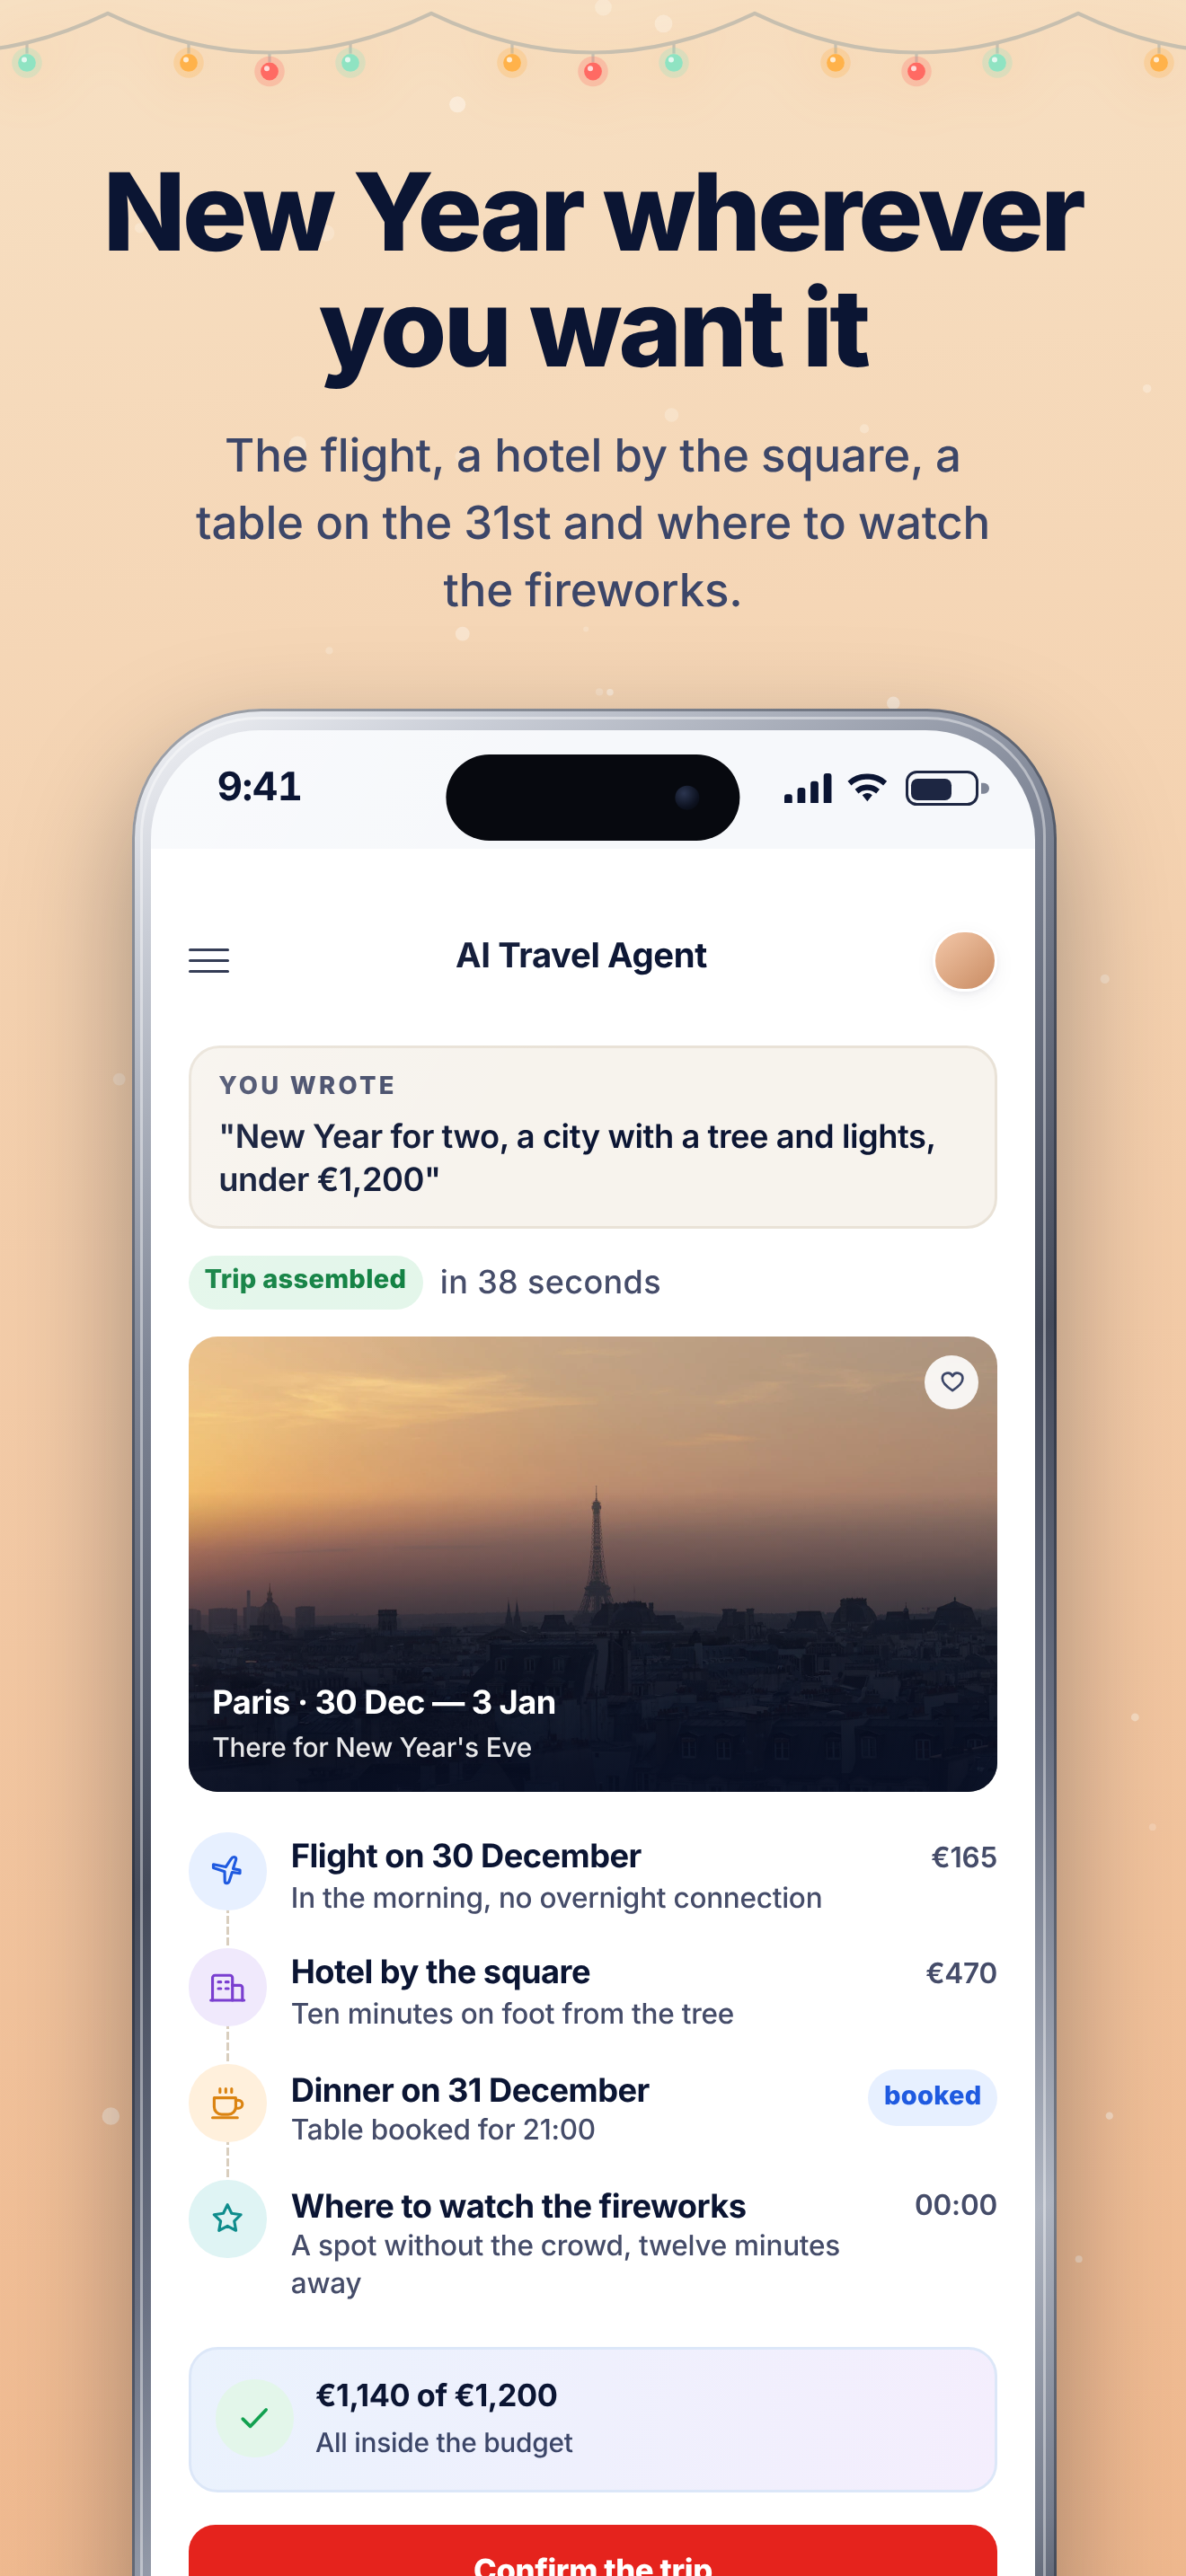 New Year wherever
you want it
The flight, a hotel by the square, a
table on the 31st and where to watch
the fireworks.
9:41
AI Travel Agent
YOU WROTE
"New Year for two, a city with a tree and lights,
under €1,200"
Trip assembled in 38 seconds
Paris · 30 Dec — 3 Jan
There for New Year's Eve
Flight on 30 December €165
In the morning, no overnight connection
Hotel by the square €470
Ten minutes on foot from the tree
Dinner on 31 December booked
Table booked for 21:00
Where to watch the fireworks 00:00
A spot without the crowd, twelve minutes
away
€1,140 of €1,200
All inside the budget
Confirm the trip